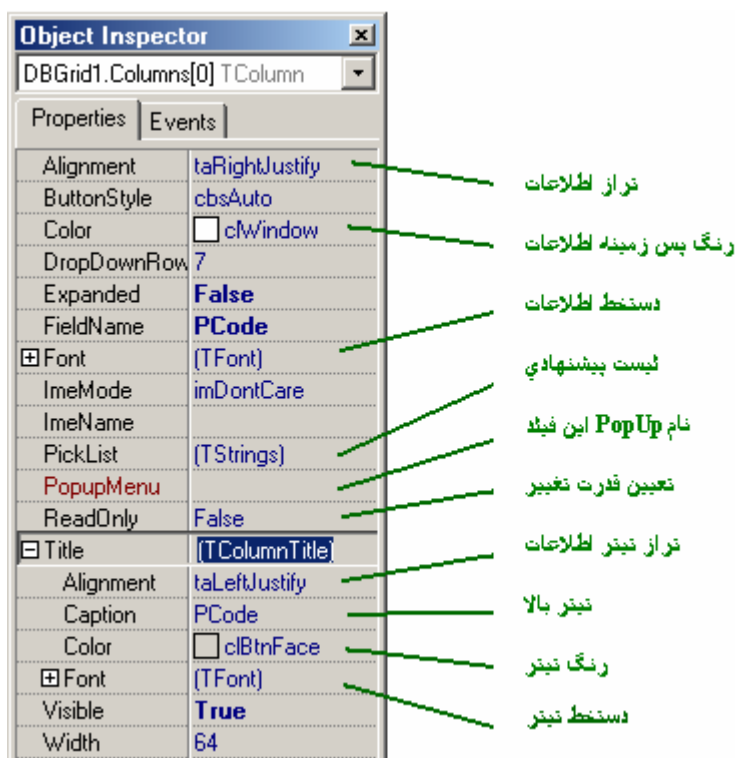 Object Inspector
DBGrid1.Columns[0] TColumn
Properties Events
Alignment taRightJustify
ButtonStyle cbsAuto
Color clWindow
DropDownRow 7
Expanded False
FieldName PCode
Font (TFont)
ImeMode imDontCare
ImeName
PickList (TStrings)
PopupMenu
ReadOnly False
Title (TColumnTitle)
Alignment taLeftJustify
Caption PCode
Color clBtnFace
Font (TFont)
Visible True
Width 64
تراز اطلاعات
رنگ پس زمینه اطلاعات
دستخط اطلاعات
لیست پیشنهادي
نام PopUp این فیلد
تعیین قدرت تغییر
تراز تیتر اطلاعات
تیتر بالا
رنگ تیتر
دستخط تیتر